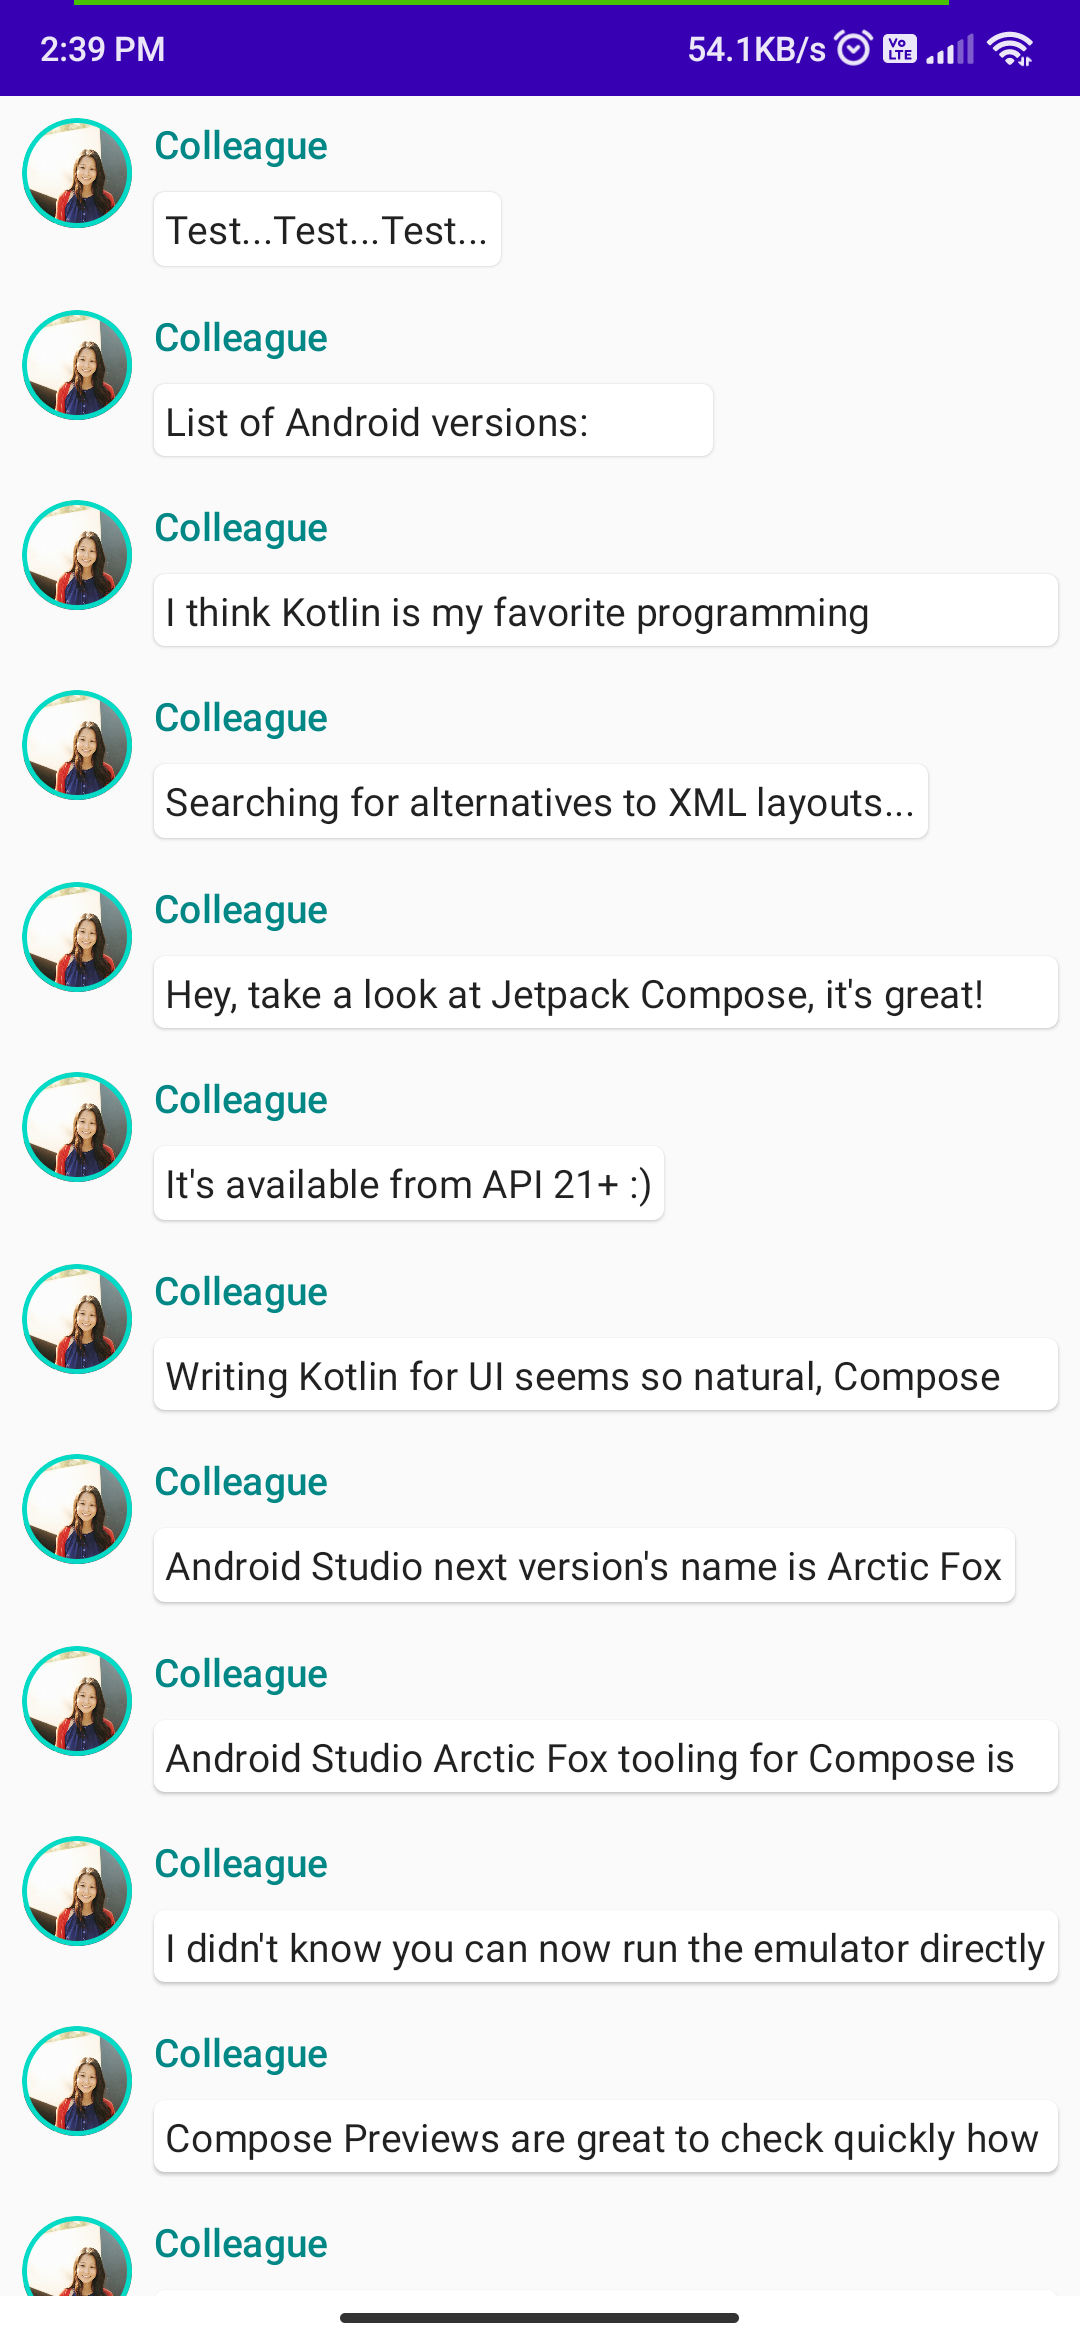 2:39 PM 54.1KB/s Vo LTE
Colleague
Test...Test...Test...
Colleague
List of Android versions:
Colleague
I think Kotlin is my favorite programming
Colleague
Searching for alternatives to XML layouts...
Colleague
Hey, take a look at Jetpack Compose, it's great!
Colleague
It's available from API 21+ :)
Colleague
Writing Kotlin for UI seems so natural, Compose
Colleague
Android Studio next version's name is Arctic Fox
Colleague
Android Studio Arctic Fox tooling for Compose is
Colleague
I didn't know you can now run the emulator directly
Colleague
Compose Previews are great to check quickly how
Colleague